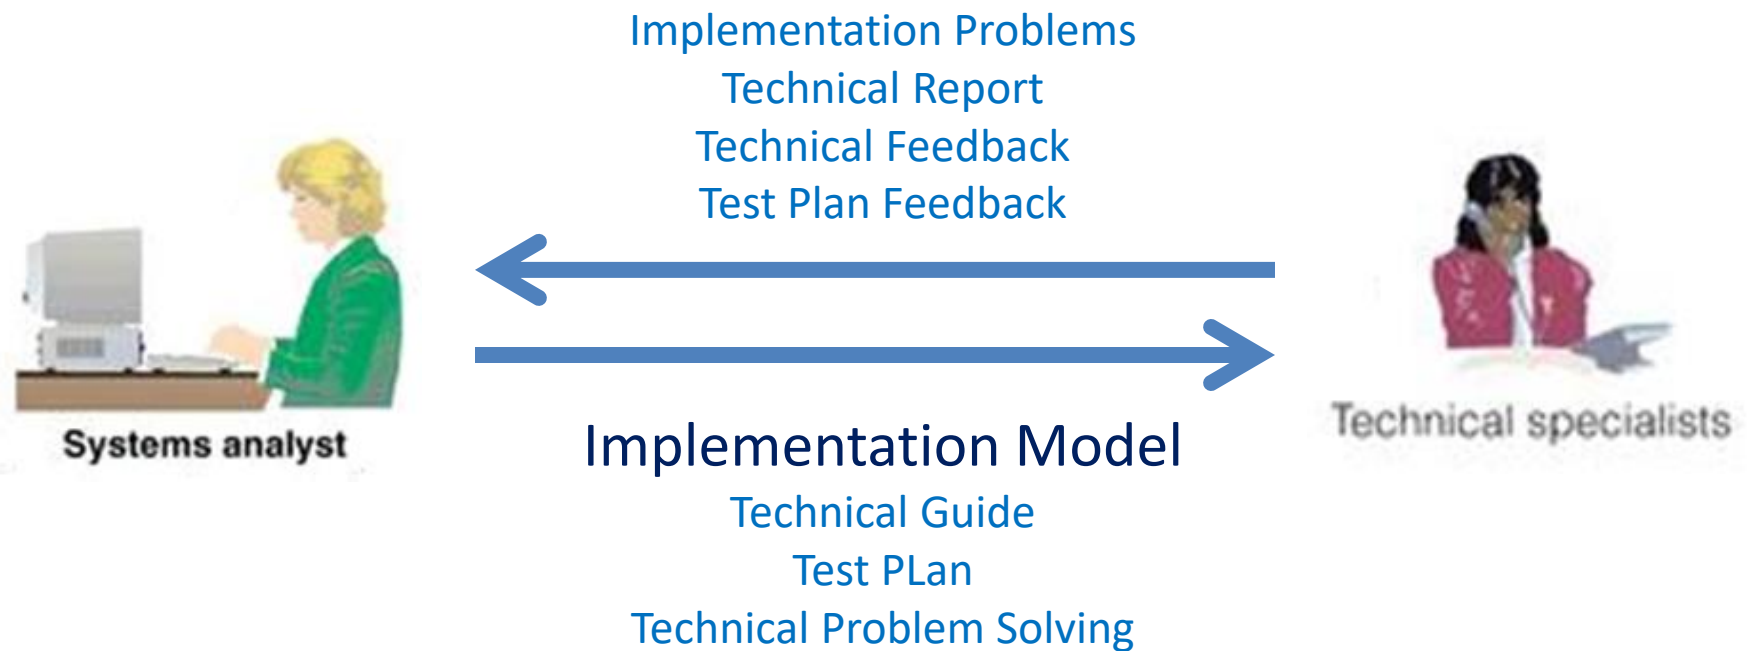 Implementation Problems
Technical Report
Technical Feedback
Test Plan Feedback
Systems analyst
Technical specialists
Implementation Model
Technical Guide
Test PLan
Technical Problem Solving